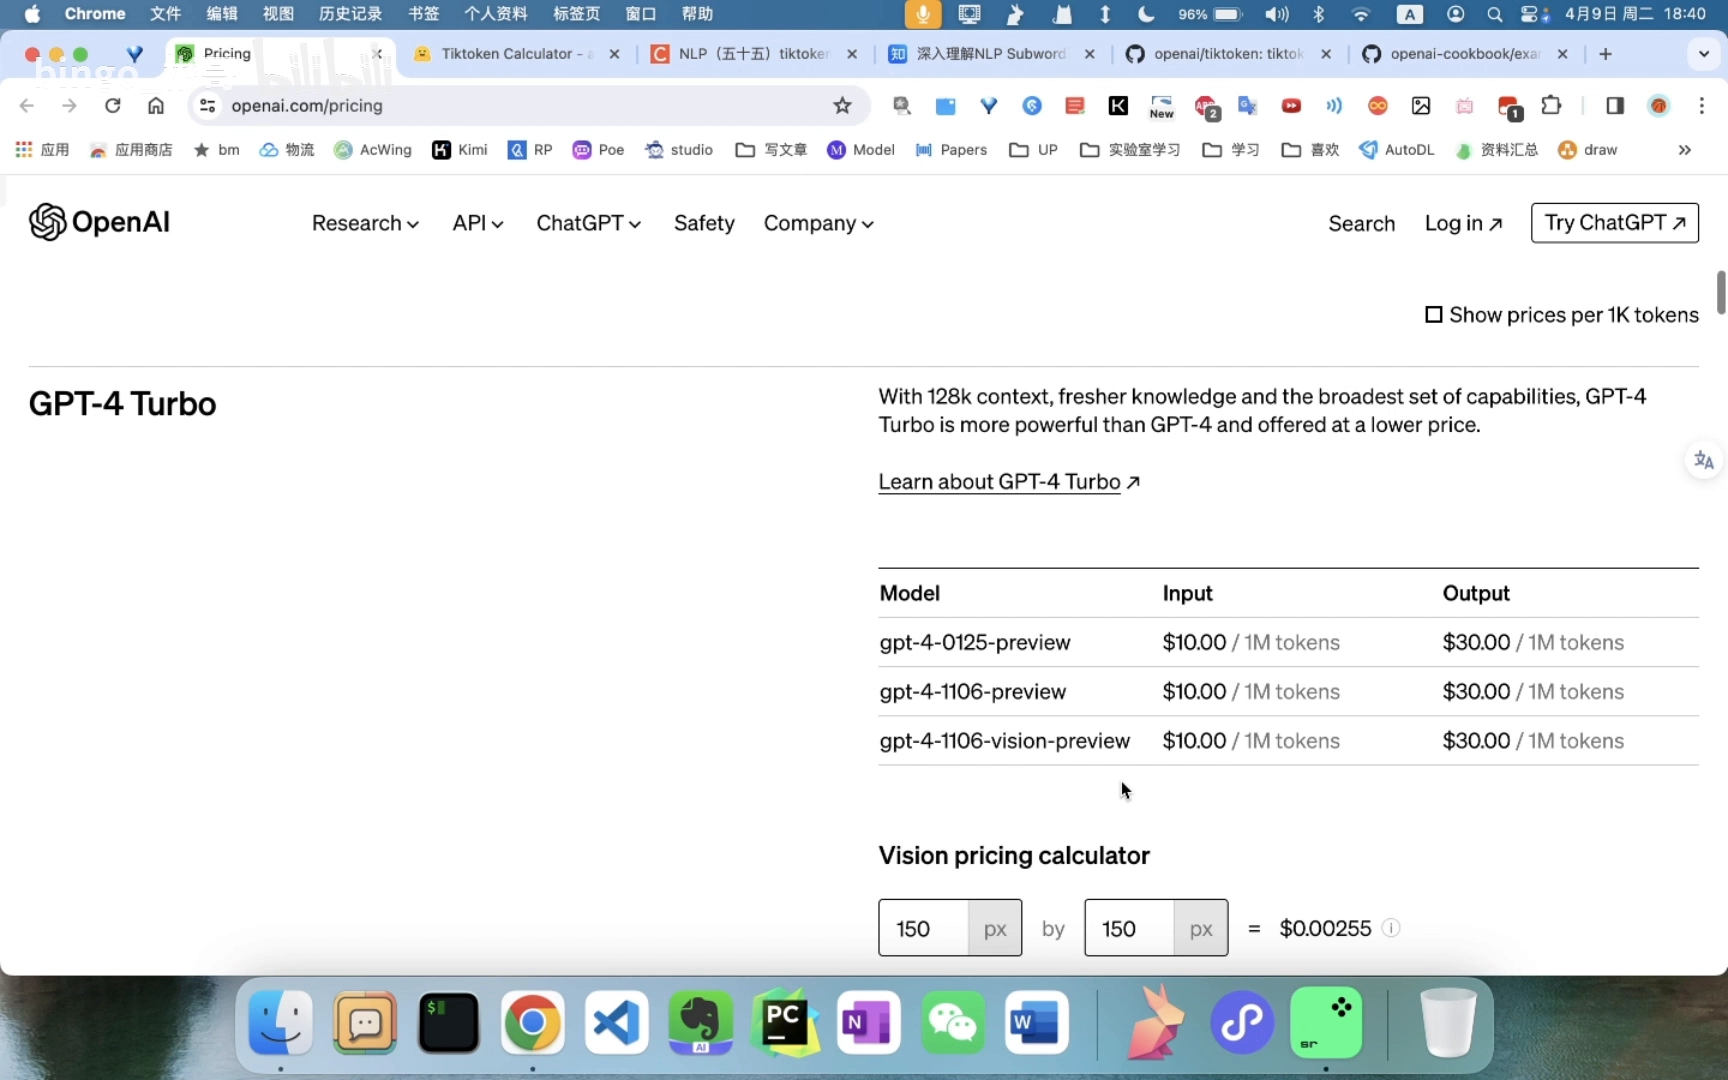 Chrome 文件 编辑 视图 历史记录 书签 个人资料 标签页 窗口 帮助 96% A 4月9日 周二 18:40
Pricing Tiktoken Calculator - a NLP（五十五）tiktoken 深入理解NLP Subword openai/tiktoken: tiktok openai-cookbook/exa
bingo
openai.com/pricing New 2 1
应用 应用商店 bm 物流 AcWing Kimi RP Poe studio 写文章 Model Papers UP 实验室学习 学习 喜欢 AutoDL 资料汇总 draw
OpenAI Research API ChatGPT Safety Company Search Log in Try ChatGPT
Show prices per 1K tokens
GPT-4 Turbo
With 128k context, fresher knowledge and the broadest set of capabilities, GPT-4
Turbo is more powerful than GPT-4 and offered at a lower price.
Learn about GPT-4 Turbo
Model Input Output
gpt-4-0125-preview $10.00 / 1M tokens $30.00 / 1M tokens
gpt-4-1106-preview $10.00 / 1M tokens $30.00 / 1M tokens
gpt-4-1106-vision-preview $10.00 / 1M tokens $30.00 / 1M tokens
Vision pricing calculator
150 px by 150 px = $0.00255
$ AI PC N W sr